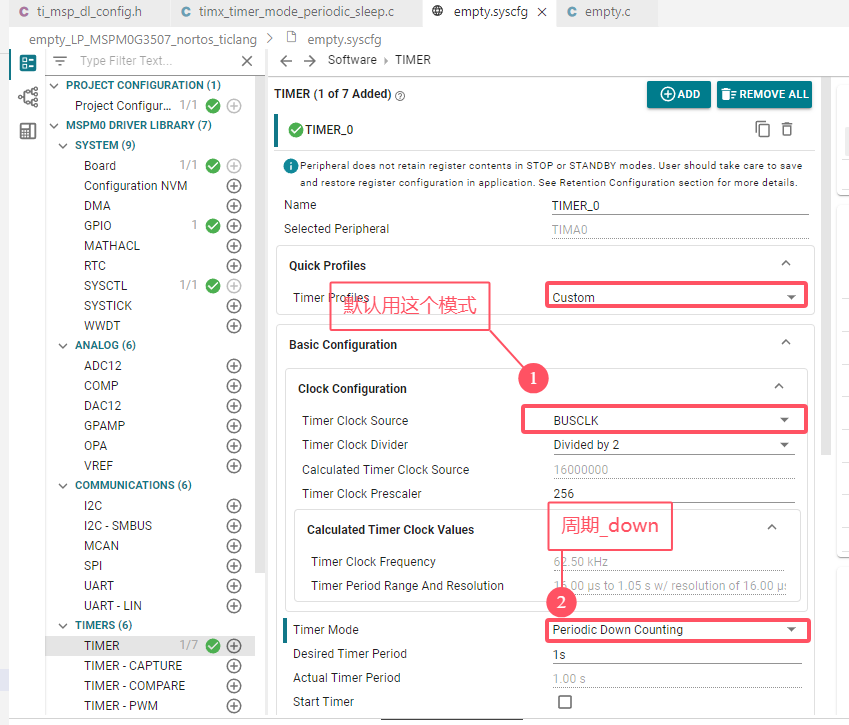 ti_msp_dl_config.h
timx_timer_mode_periodic_sleep.c
empty.syscfg
empty.c
empty_LP_MSPM0G3507_nortos_ticlang > empty.syscfg
Type Filter Text...
PROJECT CONFIGURATION (1)
Project Configur... 1/1
MSPM0 DRIVER LIBRARY (7)
SYSTEM (9)
Board 1/1
Configuration NVM
DMA
GPIO 1
MATHACL
RTC
SYSCTL 1/1
SYSTICK
WWDT
ANALOG (6)
ADC12
COMP
DAC12
GPAMP
OPA
VREF
COMMUNICATIONS (6)
I2C
I2C - SMBUS
MCAN
SPI
UART
UART - LIN
TIMERS (6)
TIMER 1/7
TIMER - CAPTURE
TIMER - COMPARE
TIMER - PWM
Software TIMER
TIMER (1 of 7 Added)
ADD
REMOVE ALL
TIMER_0
Peripheral does not retain register contents in STOP or STANDBY modes. User should take care to save
and restore register configuration in application. See Retention Configuration section for more details.
Name TIMER_0
Selected Peripheral TIMA0
Quick Profiles
Timer Profiles Custom
默认用这个模式
Basic Configuration
1
Clock Configuration
Timer Clock Source BUSCLK
Timer Clock Divider Divided by 2
Calculated Timer Clock Source 16000000
Timer Clock Prescaler 256
周期_down
Calculated Timer Clock Values
Timer Clock Frequency 62.50 kHz
Timer Period Range And Resolution 16.00 µs to 1.05 s w/ resolution of 16.00 µs
2
Timer Mode Periodic Down Counting
Desired Timer Period 1s
Actual Timer Period 1.00 s
Start Timer